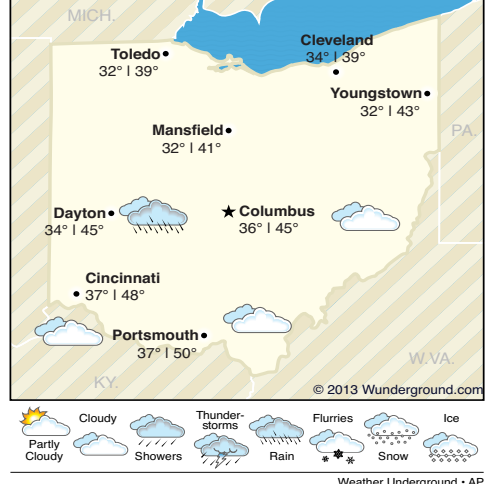 MICH.
Cleveland
34° | 39°
Toledo
32° | 39°
Youngstown
32° | 43°
Mansfield
32° | 41°
PA.
Dayton
34° | 45°
Columbus
36° | 45°
Cincinnati
37° | 48°
Portsmouth
37° | 50°
W.VA.
KY.
© 2013 Wunderground.com
Partly
Cloudy
Cloudy
Showers
Thunder-
storms
Rain
Flurries
Snow
Ice
Weather Underground • AP